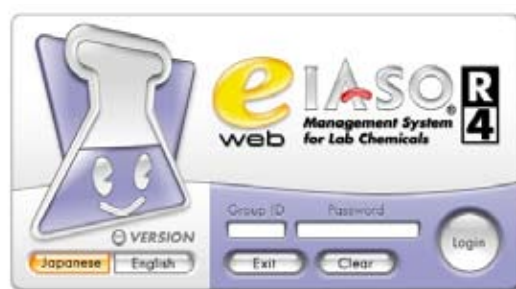 e IASO® R
web Management System 4
for Lab Chemicals
Group ID Password
VERSION
Login
Japanese English Exit Clear